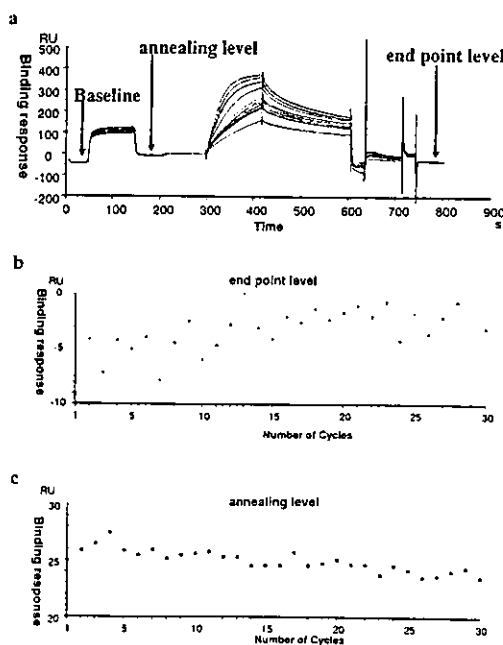 a
RU
500
400
300
200
100
0
-100
-200
Binding response
Baseline
annealing level
end point level
0 100 200 300 400 500 600 700 800 900
Time
s
b
RU
end point level
0
-5
-10
Binding response
1 5 10 15 20 25 30
Number of Cycles
c
RU
annealing level
30
25
20
Binding response
1 5 10 15 20 25 30
Number of Cycles